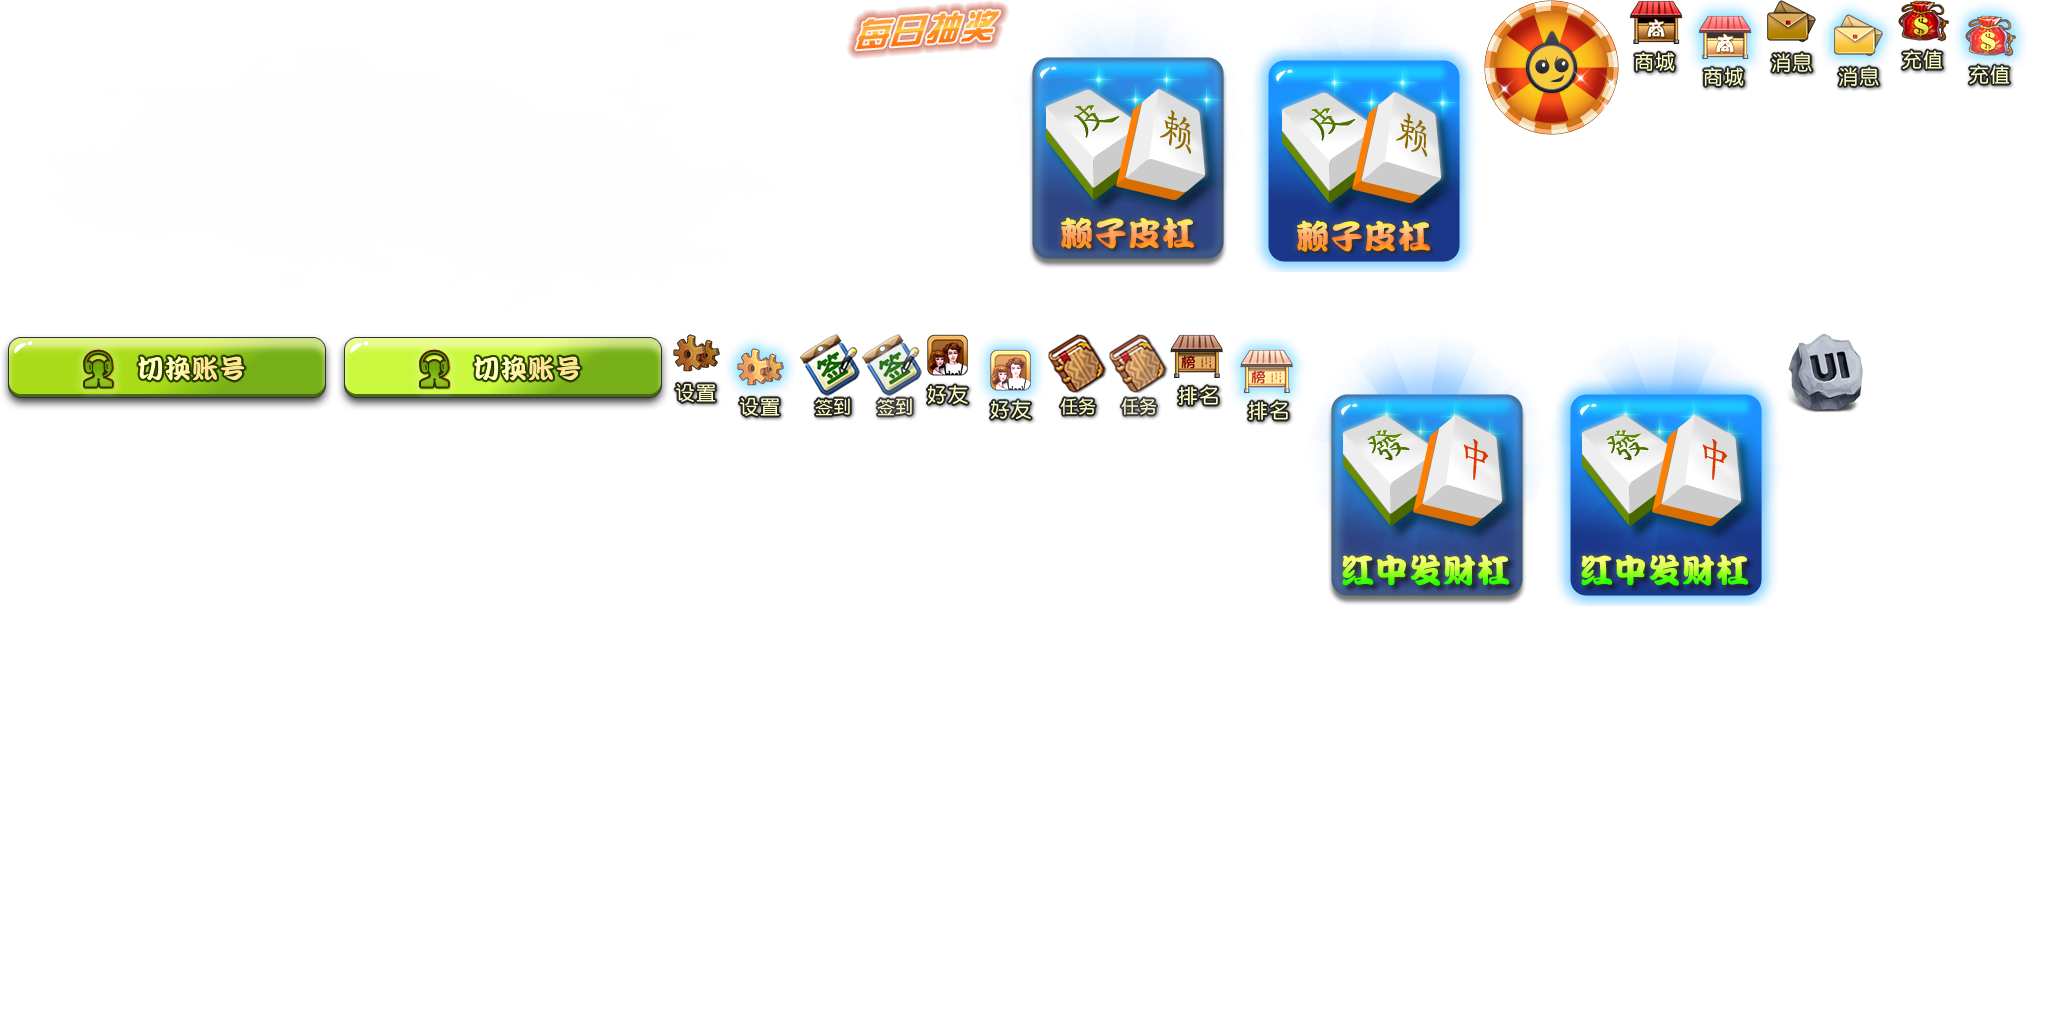 每日抽奖
皮 赖
赖子皮杠
皮 赖
赖子皮杠
商
商城
商
商城
消息
消息
$
充值
$
充值
切换账号
切换账号
设置
设置
签
签到
签
签到
好友
好友
任务
任务
榜
排名
榜
排名
發 中
红中发财杠
發 中
红中发财杠
UI